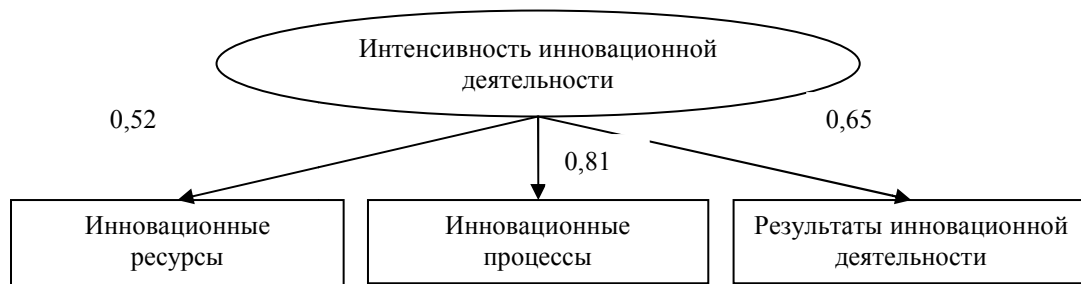 Интенсивность инновационной
деятельности
0,52
0,65
0,81
Инновационные
ресурсы
Инновационные
процессы
Результаты инновационной
деятельности